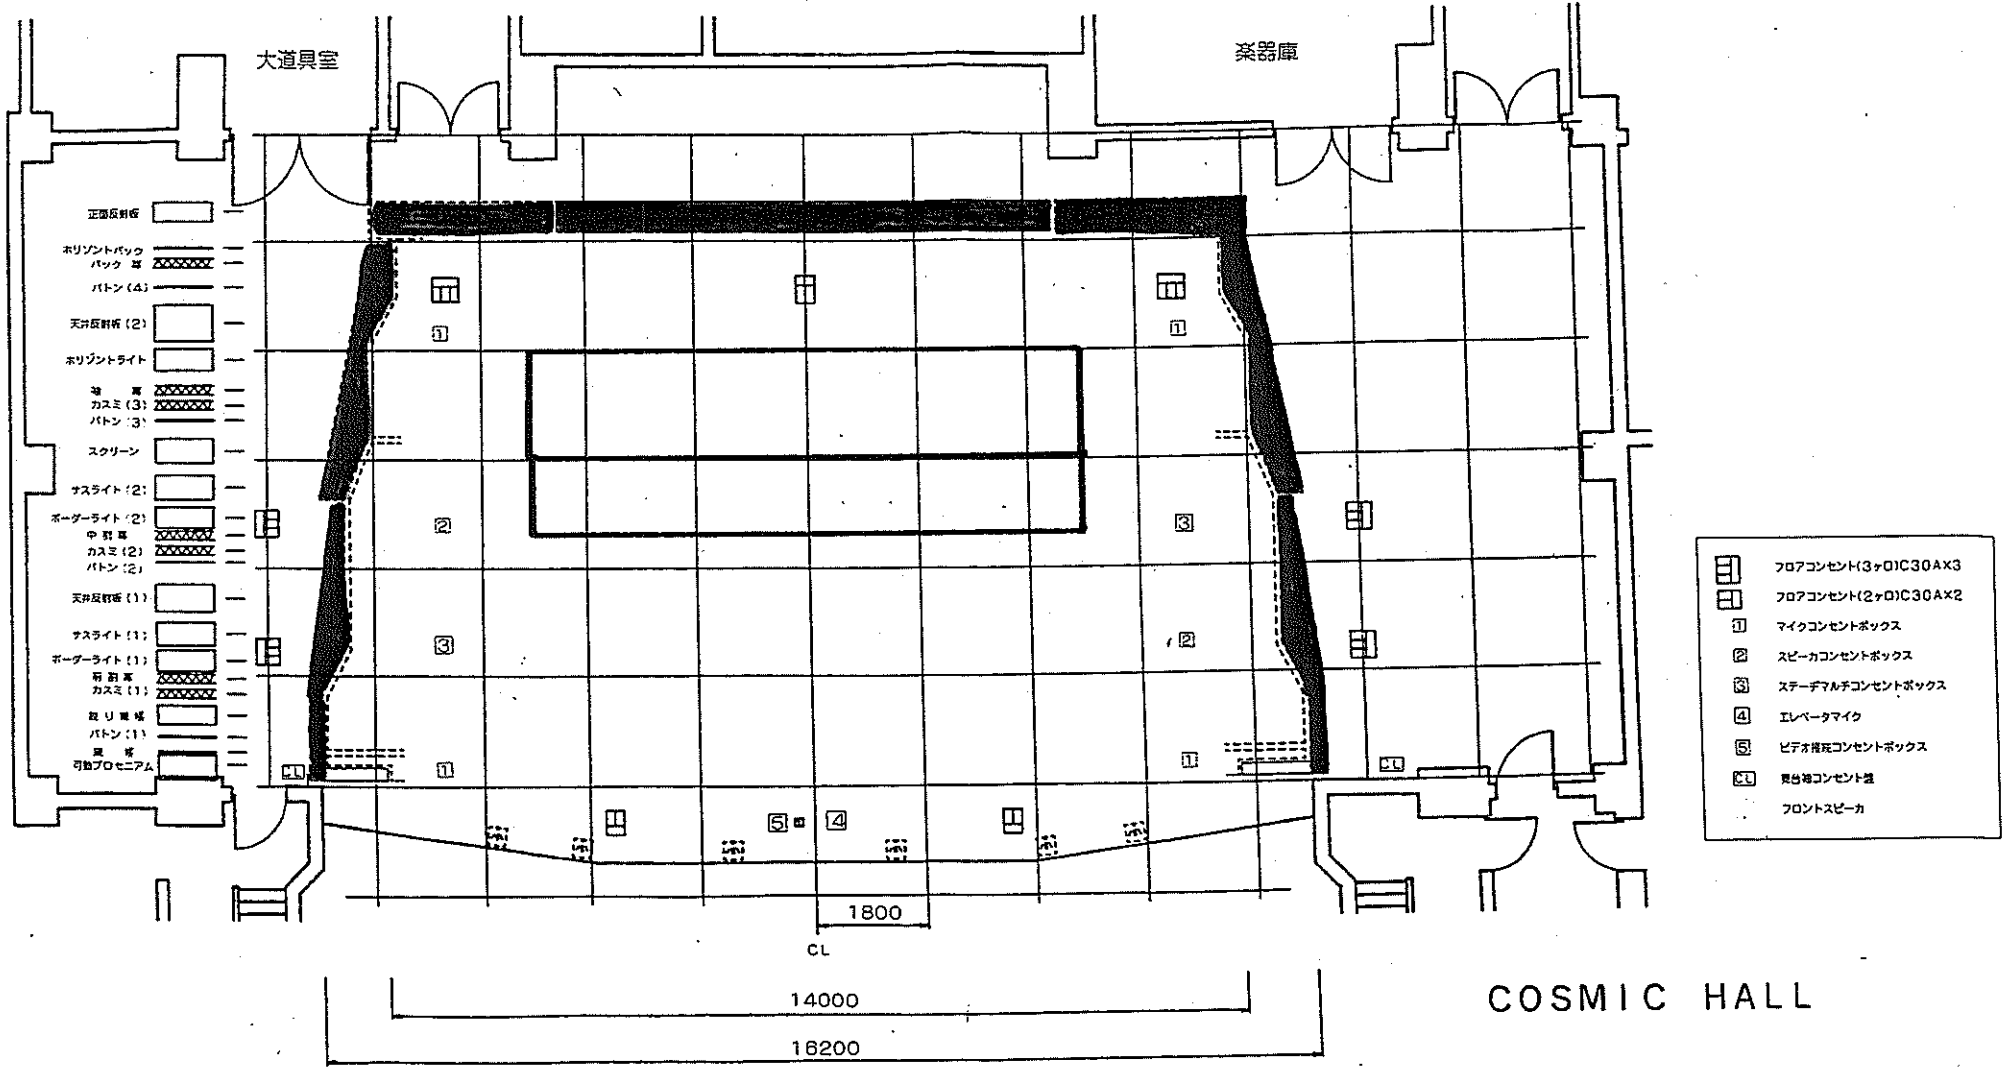 大道具室
楽器庫
正面反射板
ホリゾントバック
バック 幕
バトン(4)
天井反射板(2)
ホリゾントライト
袖 幕
カスミ(3)
バトン(3)
スクリーン
サスライト(2)
ボーダーライト(2)
中割幕
カスミ(2)
バトン(2)
天井反射板(1)
サスライト(1)
ボーダーライト(1)
前割幕
カスミ(1)
絞り緞帳
バトン(1)
緞 帳
可動プロセニアム
1
1
2
3
3
2
1
1
CL
CL
5
4
フロアコンセント(3ヶ口)C30A×3
フロアコンセント(2ヶ口)C30A×2
1 マイクコンセントボックス
2 スピーカコンセントボックス
3 ステージマルチコンセントボックス
4 エレベータマイク
5 ビデオ接続コンセントボックス
CL 舞台袖コンセント盤
フロントスピーカ
1800
CL
14000
16200
COSMIC HALL